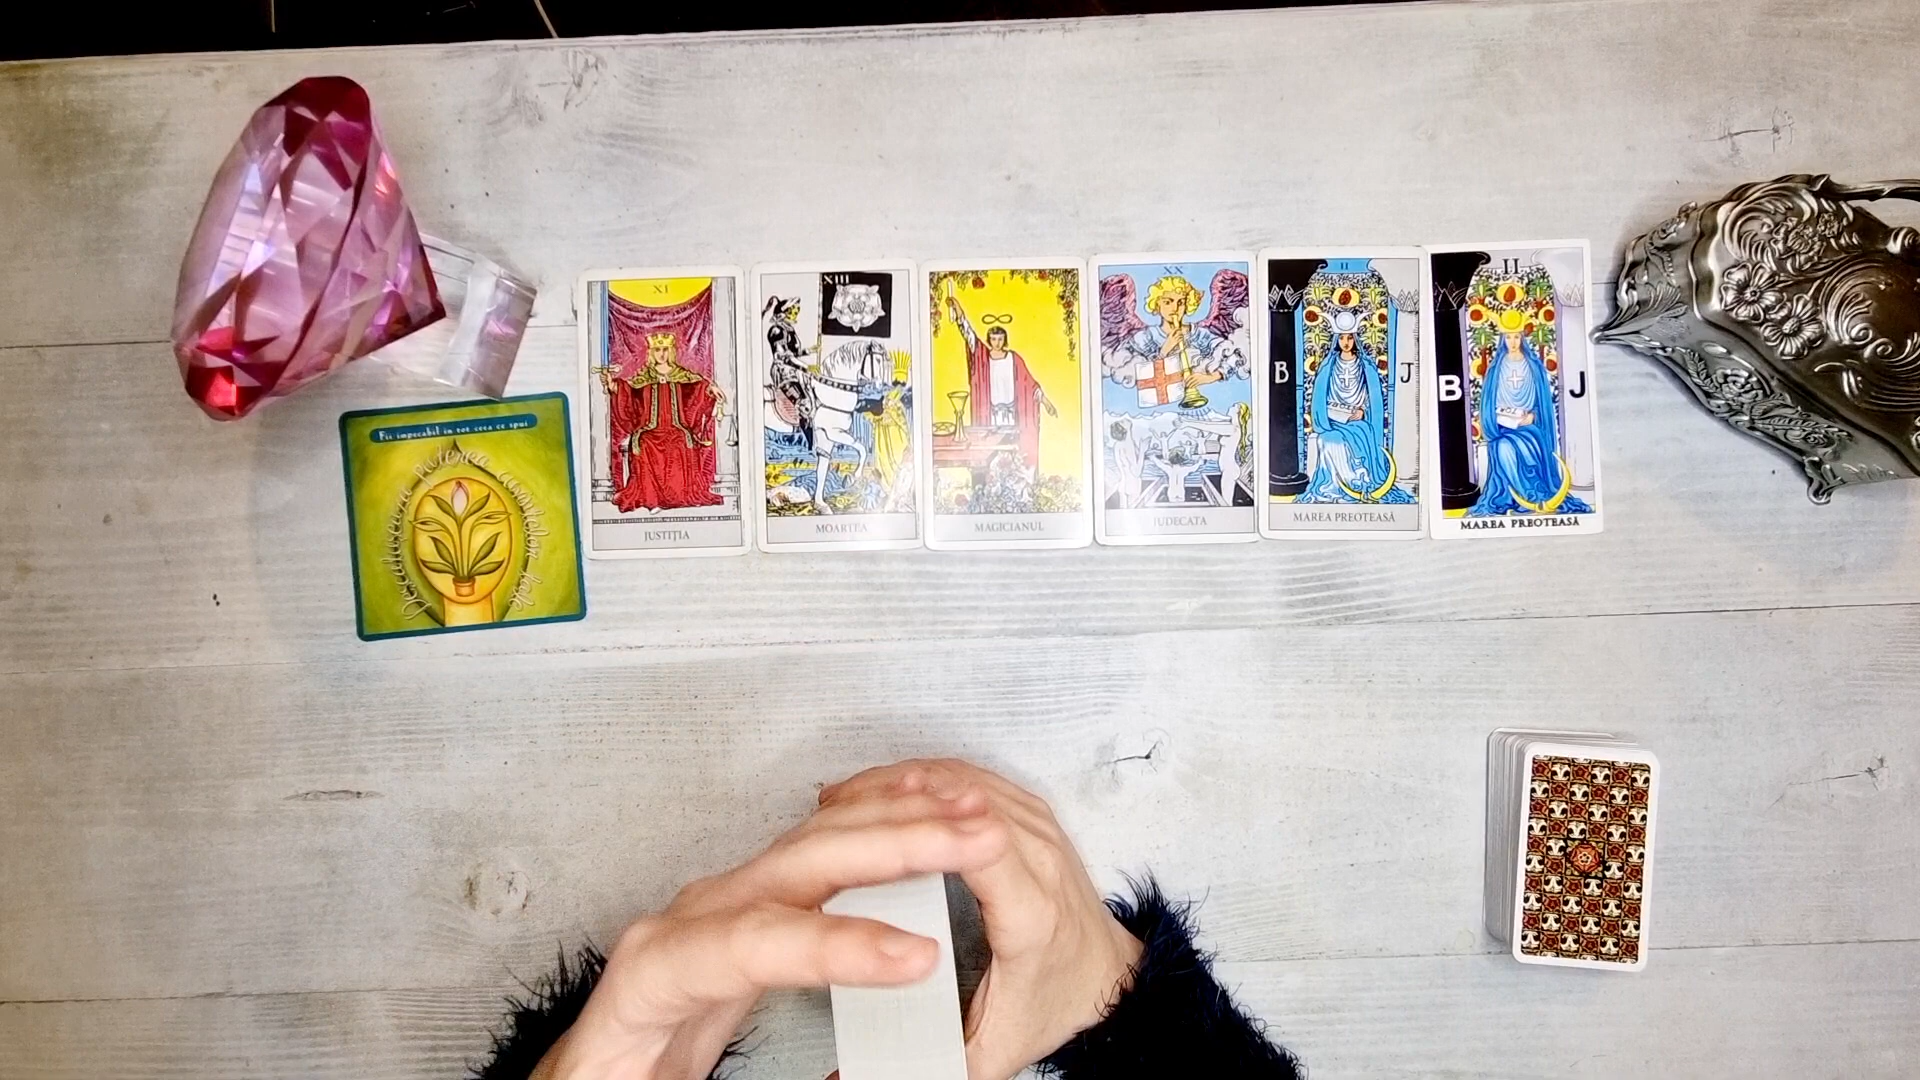 Fii impecabil în tot ceea ce spui
Descătușează puterea cuvintelor tale
XI
JUSTIȚIA
XIII
MOARTEA
I
MAGICIANUL
XX
JUDECATA
II
B J
MAREA PREOTEASĂ
II
B J
MAREA PREOTEASĂ